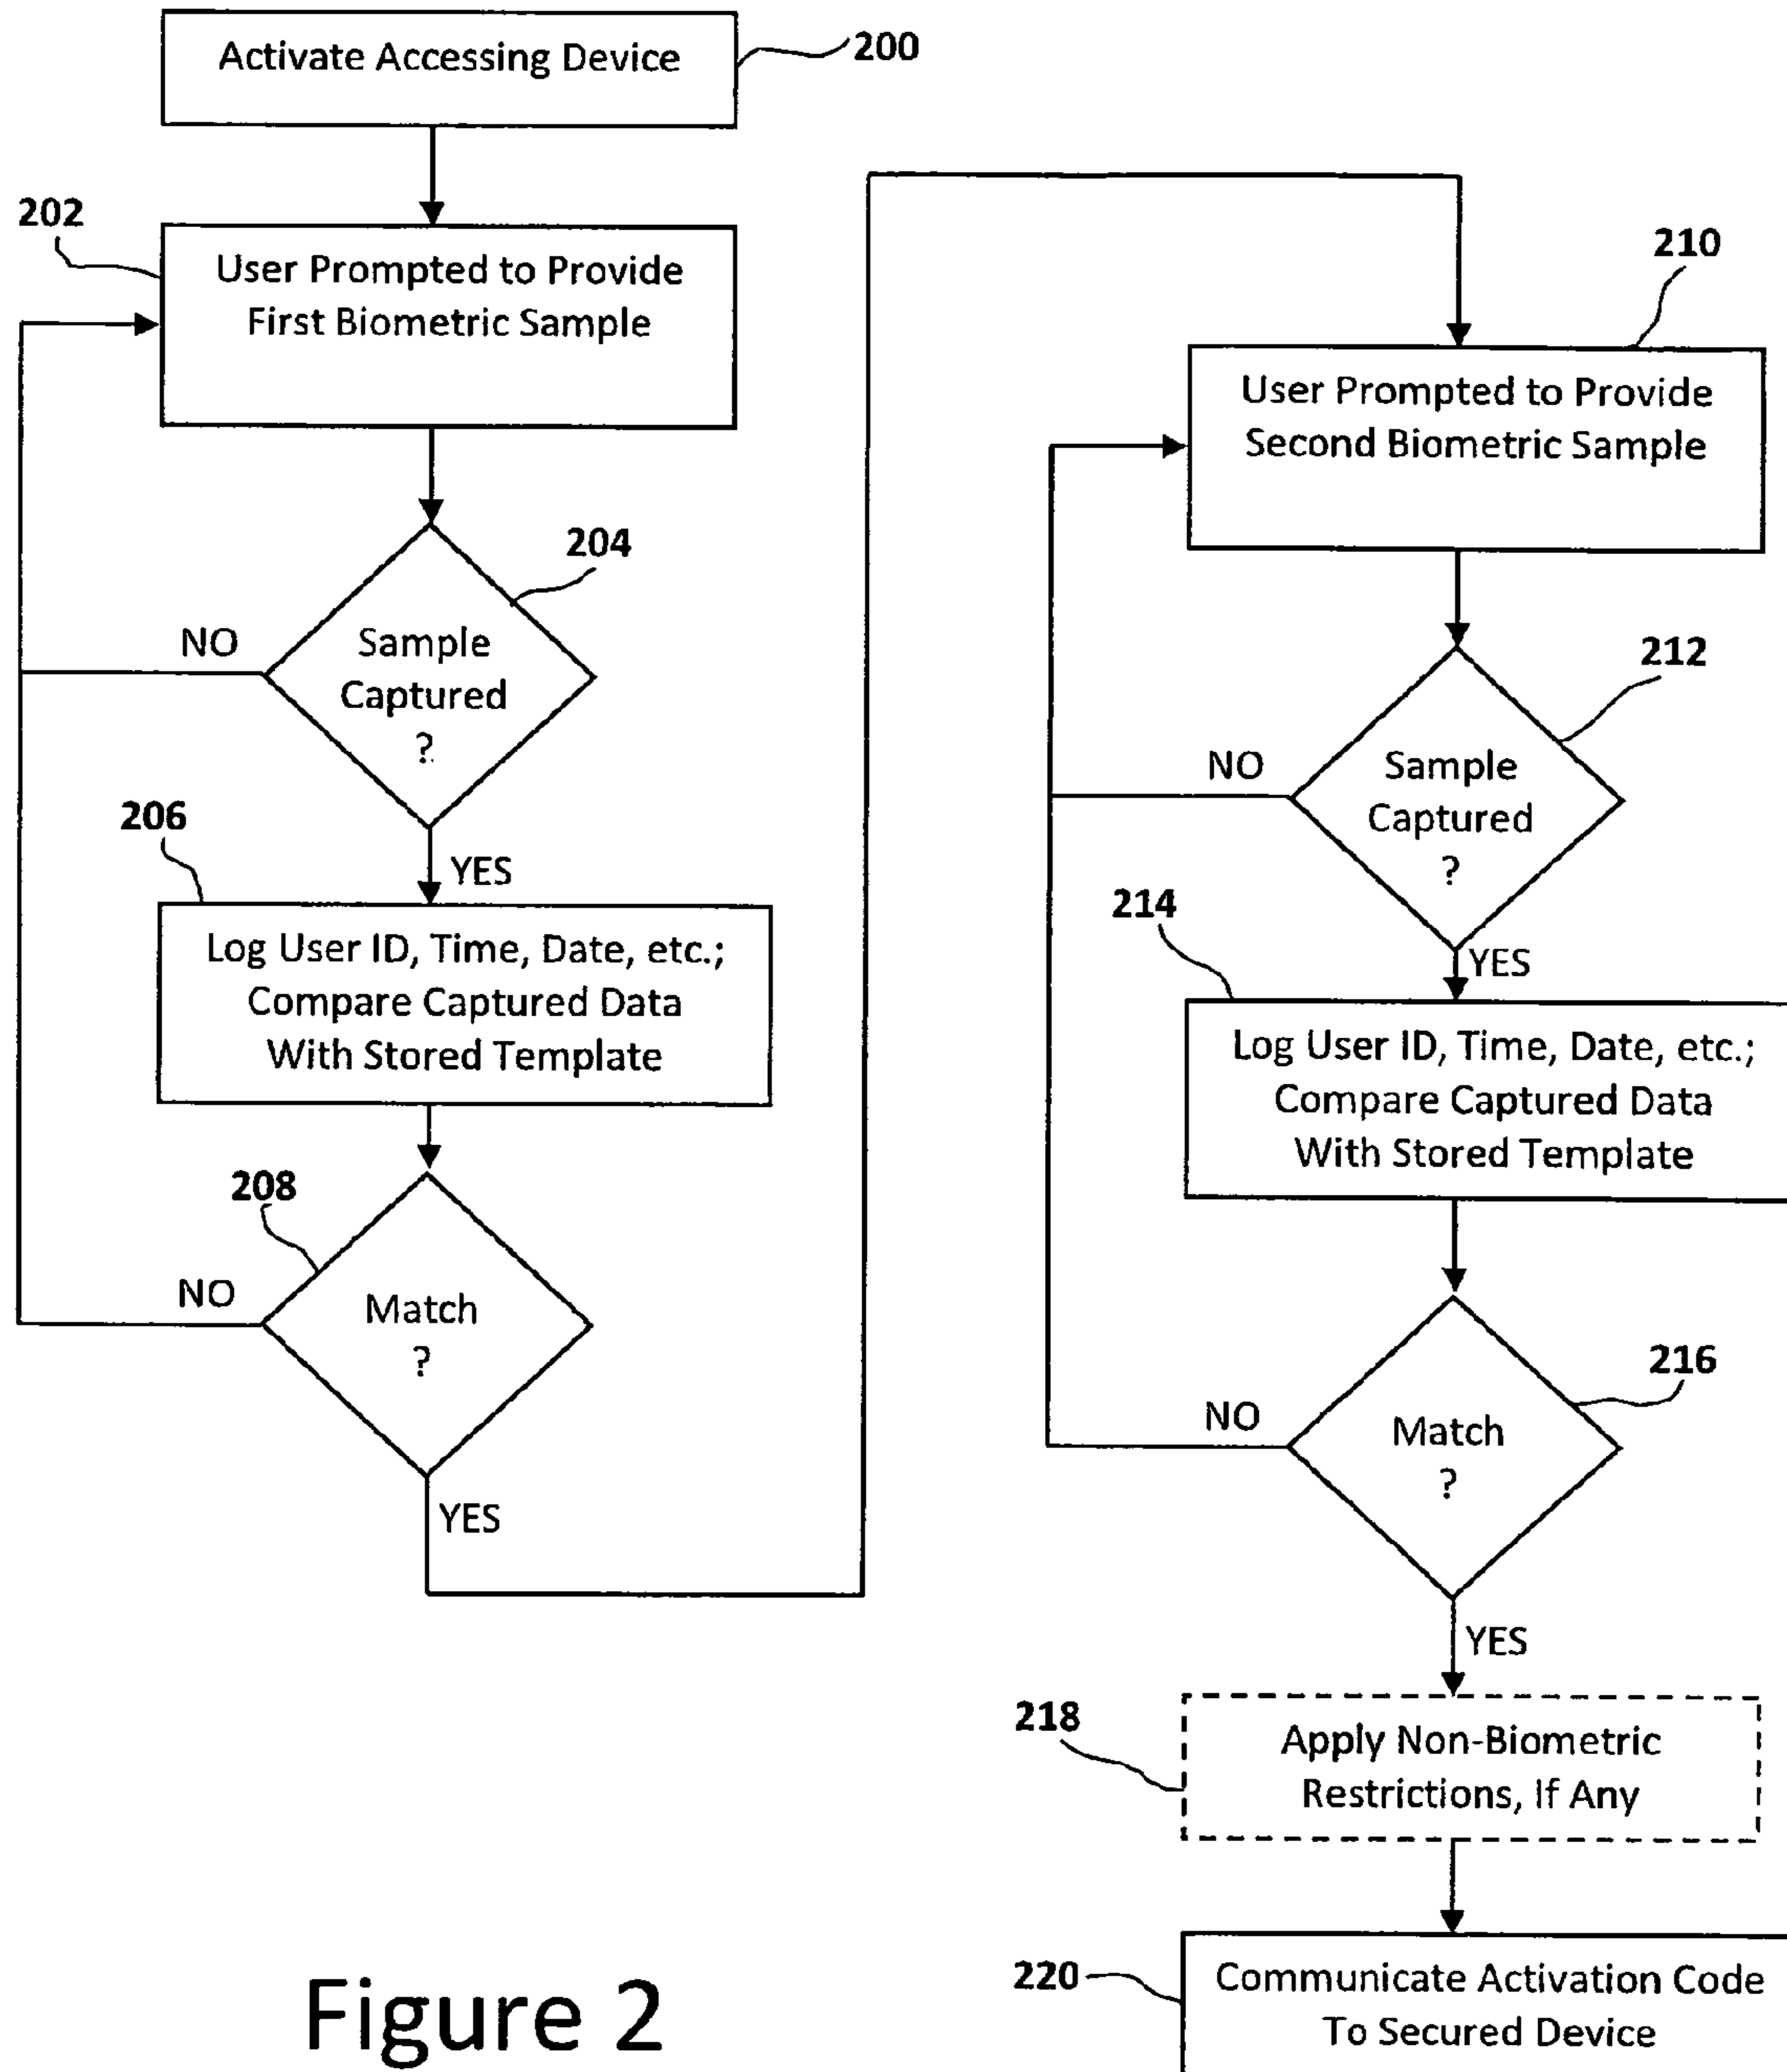 Activate Accessing Device
200
202
User Prompted to Provide
First Biometric Sample
204
NO
Sample
Captured
?
206
YES
Log User ID, Time, Date, etc.;
Compare Captured Data
With Stored Template
208
NO
Match
?
YES
210
User Prompted to Provide
Second Biometric Sample
212
NO
Sample
Captured
?
214
YES
Log User ID, Time, Date, etc.;
Compare Captured Data
With Stored Template
216
NO
Match
?
YES
218
Apply Non-Biometric
Restrictions, If Any
220
Communicate Activation Code
To Secured Device
Figure 2